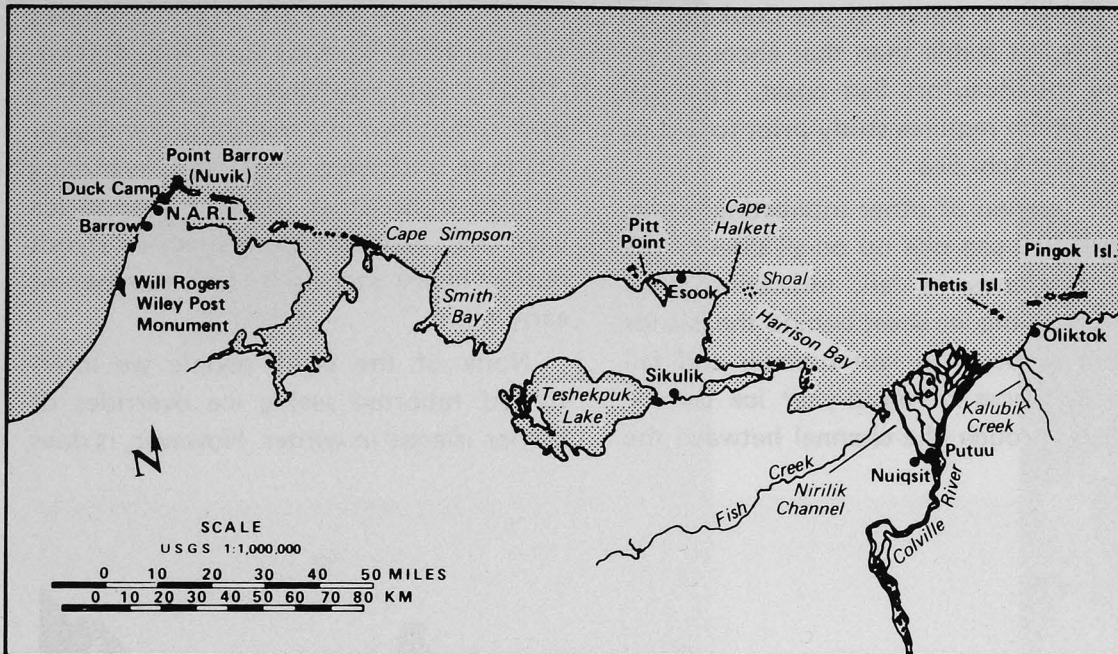 Point Barrow
(Nuvik)
Duck Camp
N.A.R.L.
Barrow
Will Rogers
Wiley Post
Monument
Cape Simpson
Smith
Bay
Pitt
Point
Cape
Halkett
Esook
Shoal
Harrison Bay
Thetis Isl.
Pingok Isl.
Oliktok
Teshekpuk
Lake
Sikulik
Kalubik
Creek
Putuu
Nuiqsit
Fish Creek
Nirilik
Channel
Colville River
N
SCALE
USGS 1:1,000,000
0 10 20 30 40 50 MILES
0 10 20 30 40 50 60 70 80 KM